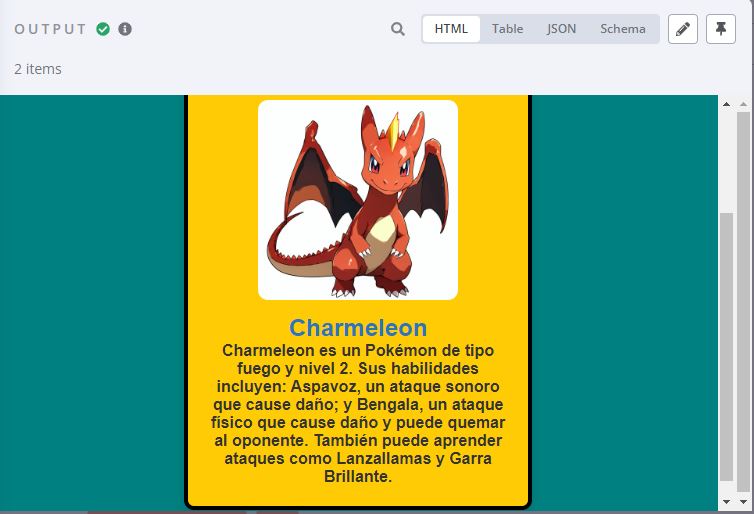 OUTPUT
HTML Table JSON Schema
2 items
Charmeleon
Charmeleon es un Pokémon de tipo
fuego y nivel 2. Sus habilidades
incluyen: Aspavoz, un ataque sonoro
que cause daño; y Bengala, un ataque
físico que cause daño y puede quemar
al oponente. También puede aprender
ataques como Lanzallamas y Garra
Brillante.